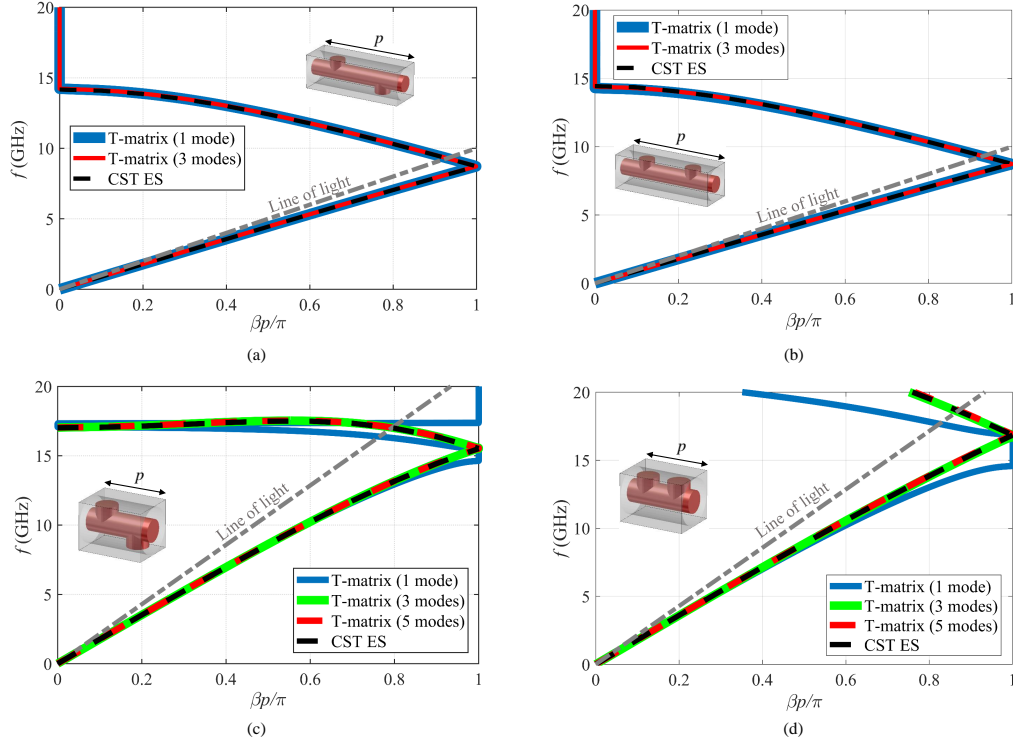 20
15
10
5
0
f (GHz)
p
T-matrix (1 mode)
T-matrix (3 modes)
CST ES
Line of light
0 0.2 0.4 0.6 0.8 1
βp/π
(a)
20
15
10
5
0
f (GHz)
T-matrix (1 mode)
T-matrix (3 modes)
CST ES
p
Line of light
0 0.2 0.4 0.6 0.8 1
βp/π
(b)
20
15
10
5
0
f (GHz)
p
Line of light
T-matrix (1 mode)
T-matrix (3 modes)
T-matrix (5 modes)
CST ES
0 0.2 0.4 0.6 0.8 1
βp/π
(c)
20
15
10
5
0
f (GHz)
p
Line of light
T-matrix (1 mode)
T-matrix (3 modes)
T-matrix (5 modes)
CST ES
0 0.2 0.4 0.6 0.8 1
βp/π
(d)